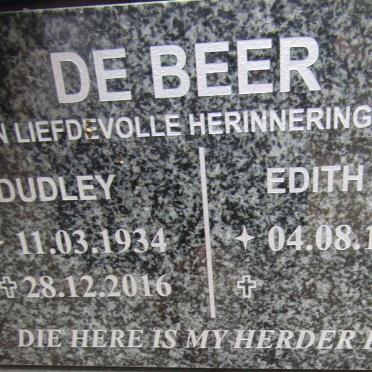 DE BEER
N LIEFDEVOLLE HERINNERING
DUDLEY EDITH
11.03.1934 04.08.1
28.12.2016
DIE HERE IS MY HERDER